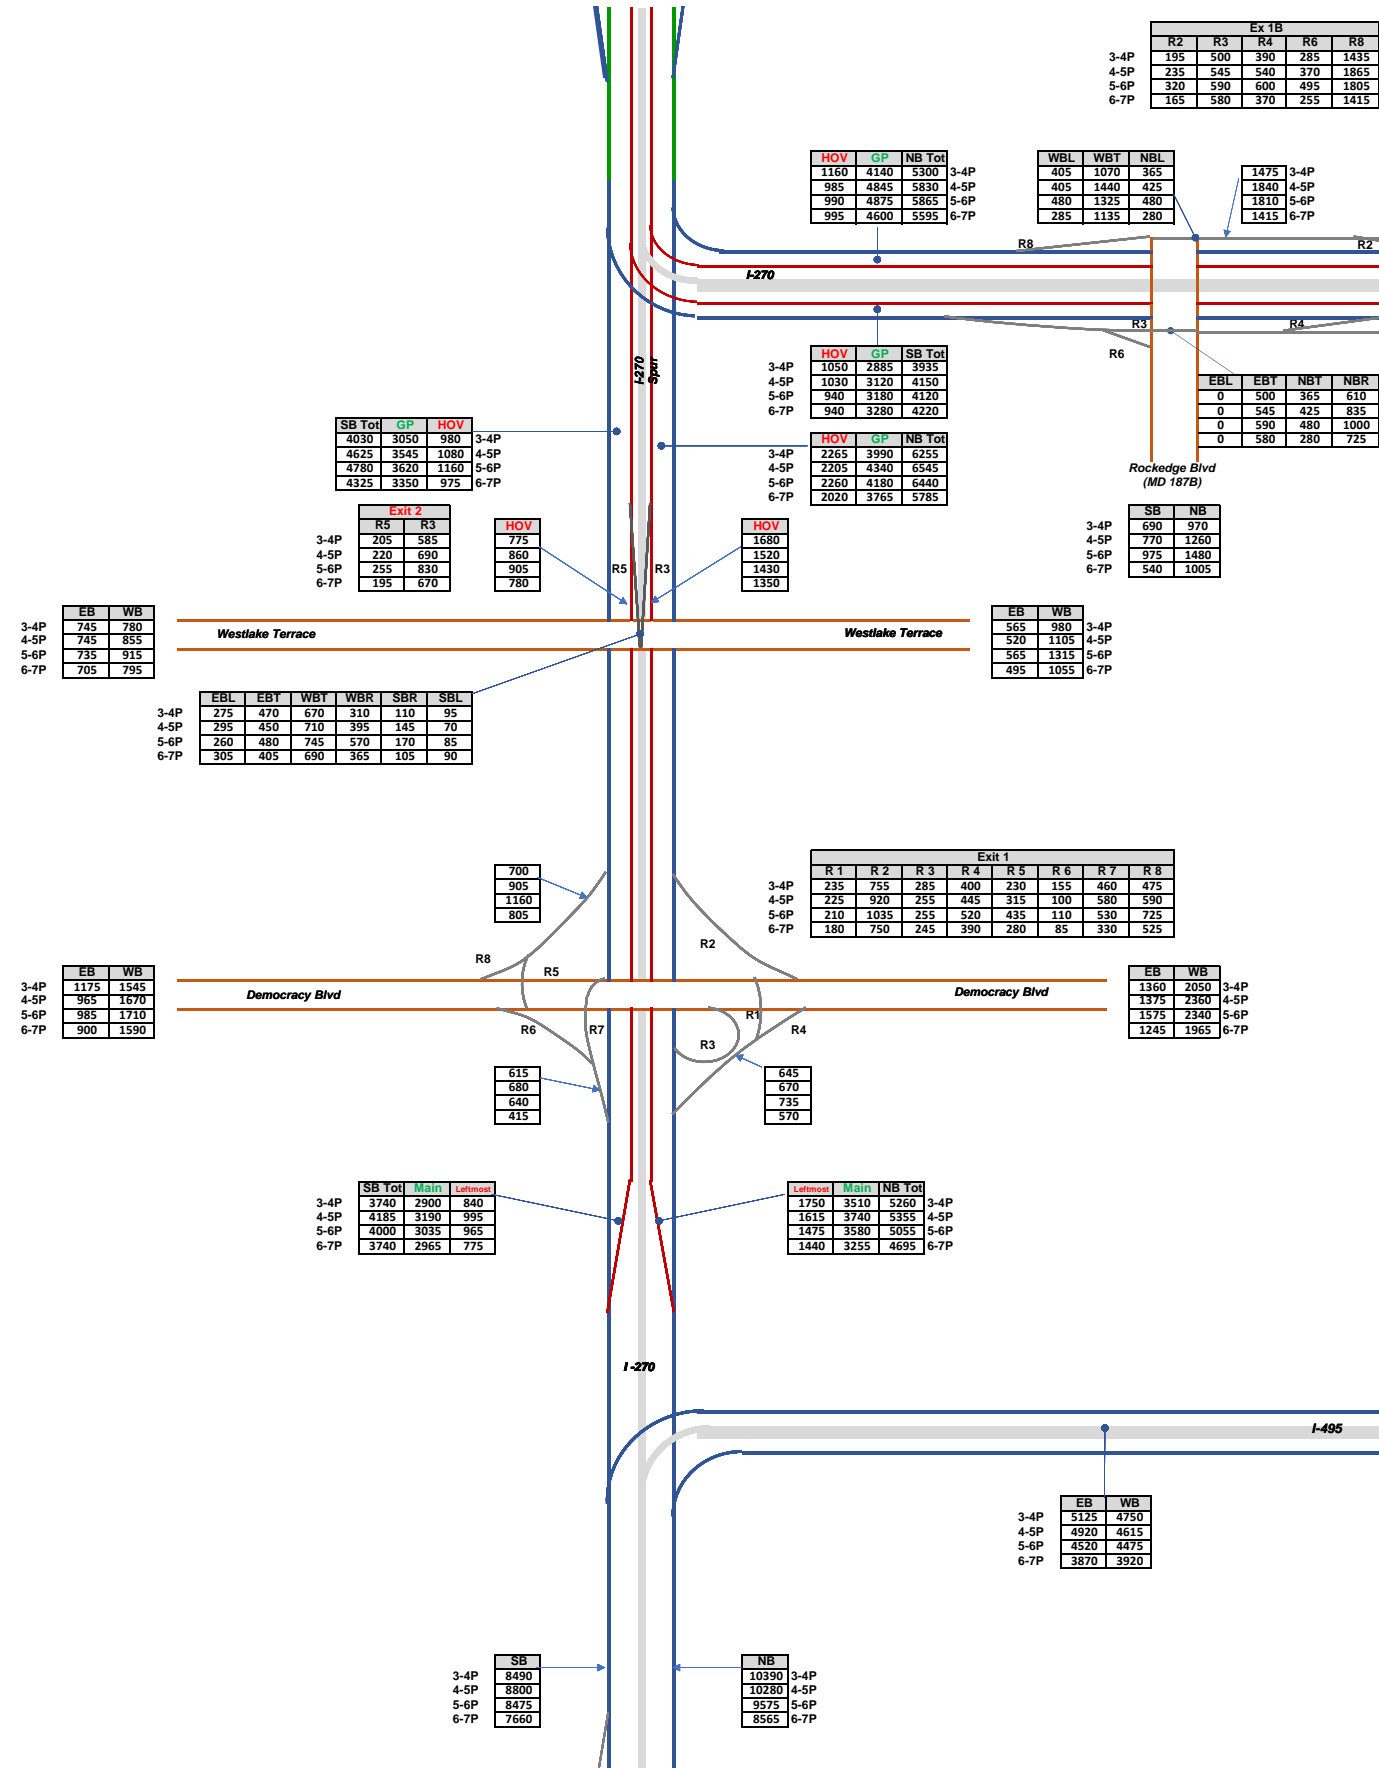 Ex 1B
R2 R3 R4 R6 R8
3-4P 195 500 390 285 1435
4-5P 235 545 540 370 1865
5-6P 320 590 600 495 1805
6-7P 165 580 370 255 1415
HOV GP NB Tot
1160 4140 5300 3-4P
985 4845 5830 4-5P
990 4875 5865 5-6P
995 4600 5595 6-7P
WBL WBT NBL
405 1070 365
405 1440 425
480 1325 480
285 1135 280
1475 3-4P
1840 4-5P
1810 5-6P
1415 6-7P
R8
R2
I-270
R3
R4
R6
I-270
Spur
HOV GP SB Tot
3-4P 1050 2885 3935
4-5P 1030 3120 4150
5-6P 940 3180 4120
6-7P 940 3280 4220
EBL EBT NBT NBR
0 500 365 610
0 545 425 835
0 590 480 1000
0 580 280 725
Rockedge Blvd
(MD 187B)
SB Tot GP HOV
4030 3050 980 3-4P
4625 3545 1080 4-5P
4780 3620 1160 5-6P
4325 3350 975 6-7P
HOV GP NB Tot
3-4P 2265 3990 6255
4-5P 2205 4340 6545
5-6P 2260 4180 6440
6-7P 2020 3765 5785
Exit 2
R5 R3
3-4P 205 585
4-5P 220 690
5-6P 255 830
6-7P 195 670
HOV
775
860
905
780
HOV
1680
1520
1430
1350
SB NB
3-4P 690 970
4-5P 770 1260
5-6P 975 1480
6-7P 540 1005
R5
R3
EB WB
3-4P 745 780
4-5P 745 855
5-6P 735 915
6-7P 705 795
Westlake Terrace
Westlake Terrace
EB WB
565 980 3-4P
520 1105 4-5P
565 1315 5-6P
495 1055 6-7P
EBL EBT WBT WBR SBR SBL
3-4P 275 470 670 310 110 95
4-5P 295 450 710 395 145 70
5-6P 260 480 745 570 170 85
6-7P 305 405 690 365 105 90
700
905
1160
805
Exit 1
R 1 R 2 R 3 R 4 R 5 R 6 R 7 R 8
3-4P 235 755 285 400 230 155 460 475
4-5P 225 920 255 445 315 100 580 590
5-6P 210 1035 255 520 435 110 530 725
6-7P 180 750 245 390 280 85 330 525
R2
R8
R5
EB WB
3-4P 1175 1545
4-5P 965 1670
5-6P 985 1710
6-7P 900 1590
Democracy Blvd
Democracy Blvd
EB WB
1360 2050 3-4P
1375 2360 4-5P
1575 2340 5-6P
1245 1965 6-7P
R6
R7
R1
R4
R3
615
680
640
415
645
670
735
570
SB Tot Main Leftmost
3-4P 3740 2900 840
4-5P 4185 3190 995
5-6P 4000 3035 965
6-7P 3740 2965 775
Leftmost Main NB Tot
1750 3510 5260 3-4P
1615 3740 5355 4-5P
1475 3580 5055 5-6P
1440 3255 4695 6-7P
I -270
I-495
EB WB
3-4P 5125 4750
4-5P 4920 4615
5-6P 4520 4475
6-7P 3870 3920
SB
3-4P 8490
4-5P 8800
5-6P 8475
6-7P 7660
NB
10390 3-4P
10280 4-5P
9575 5-6P
8565 6-7P